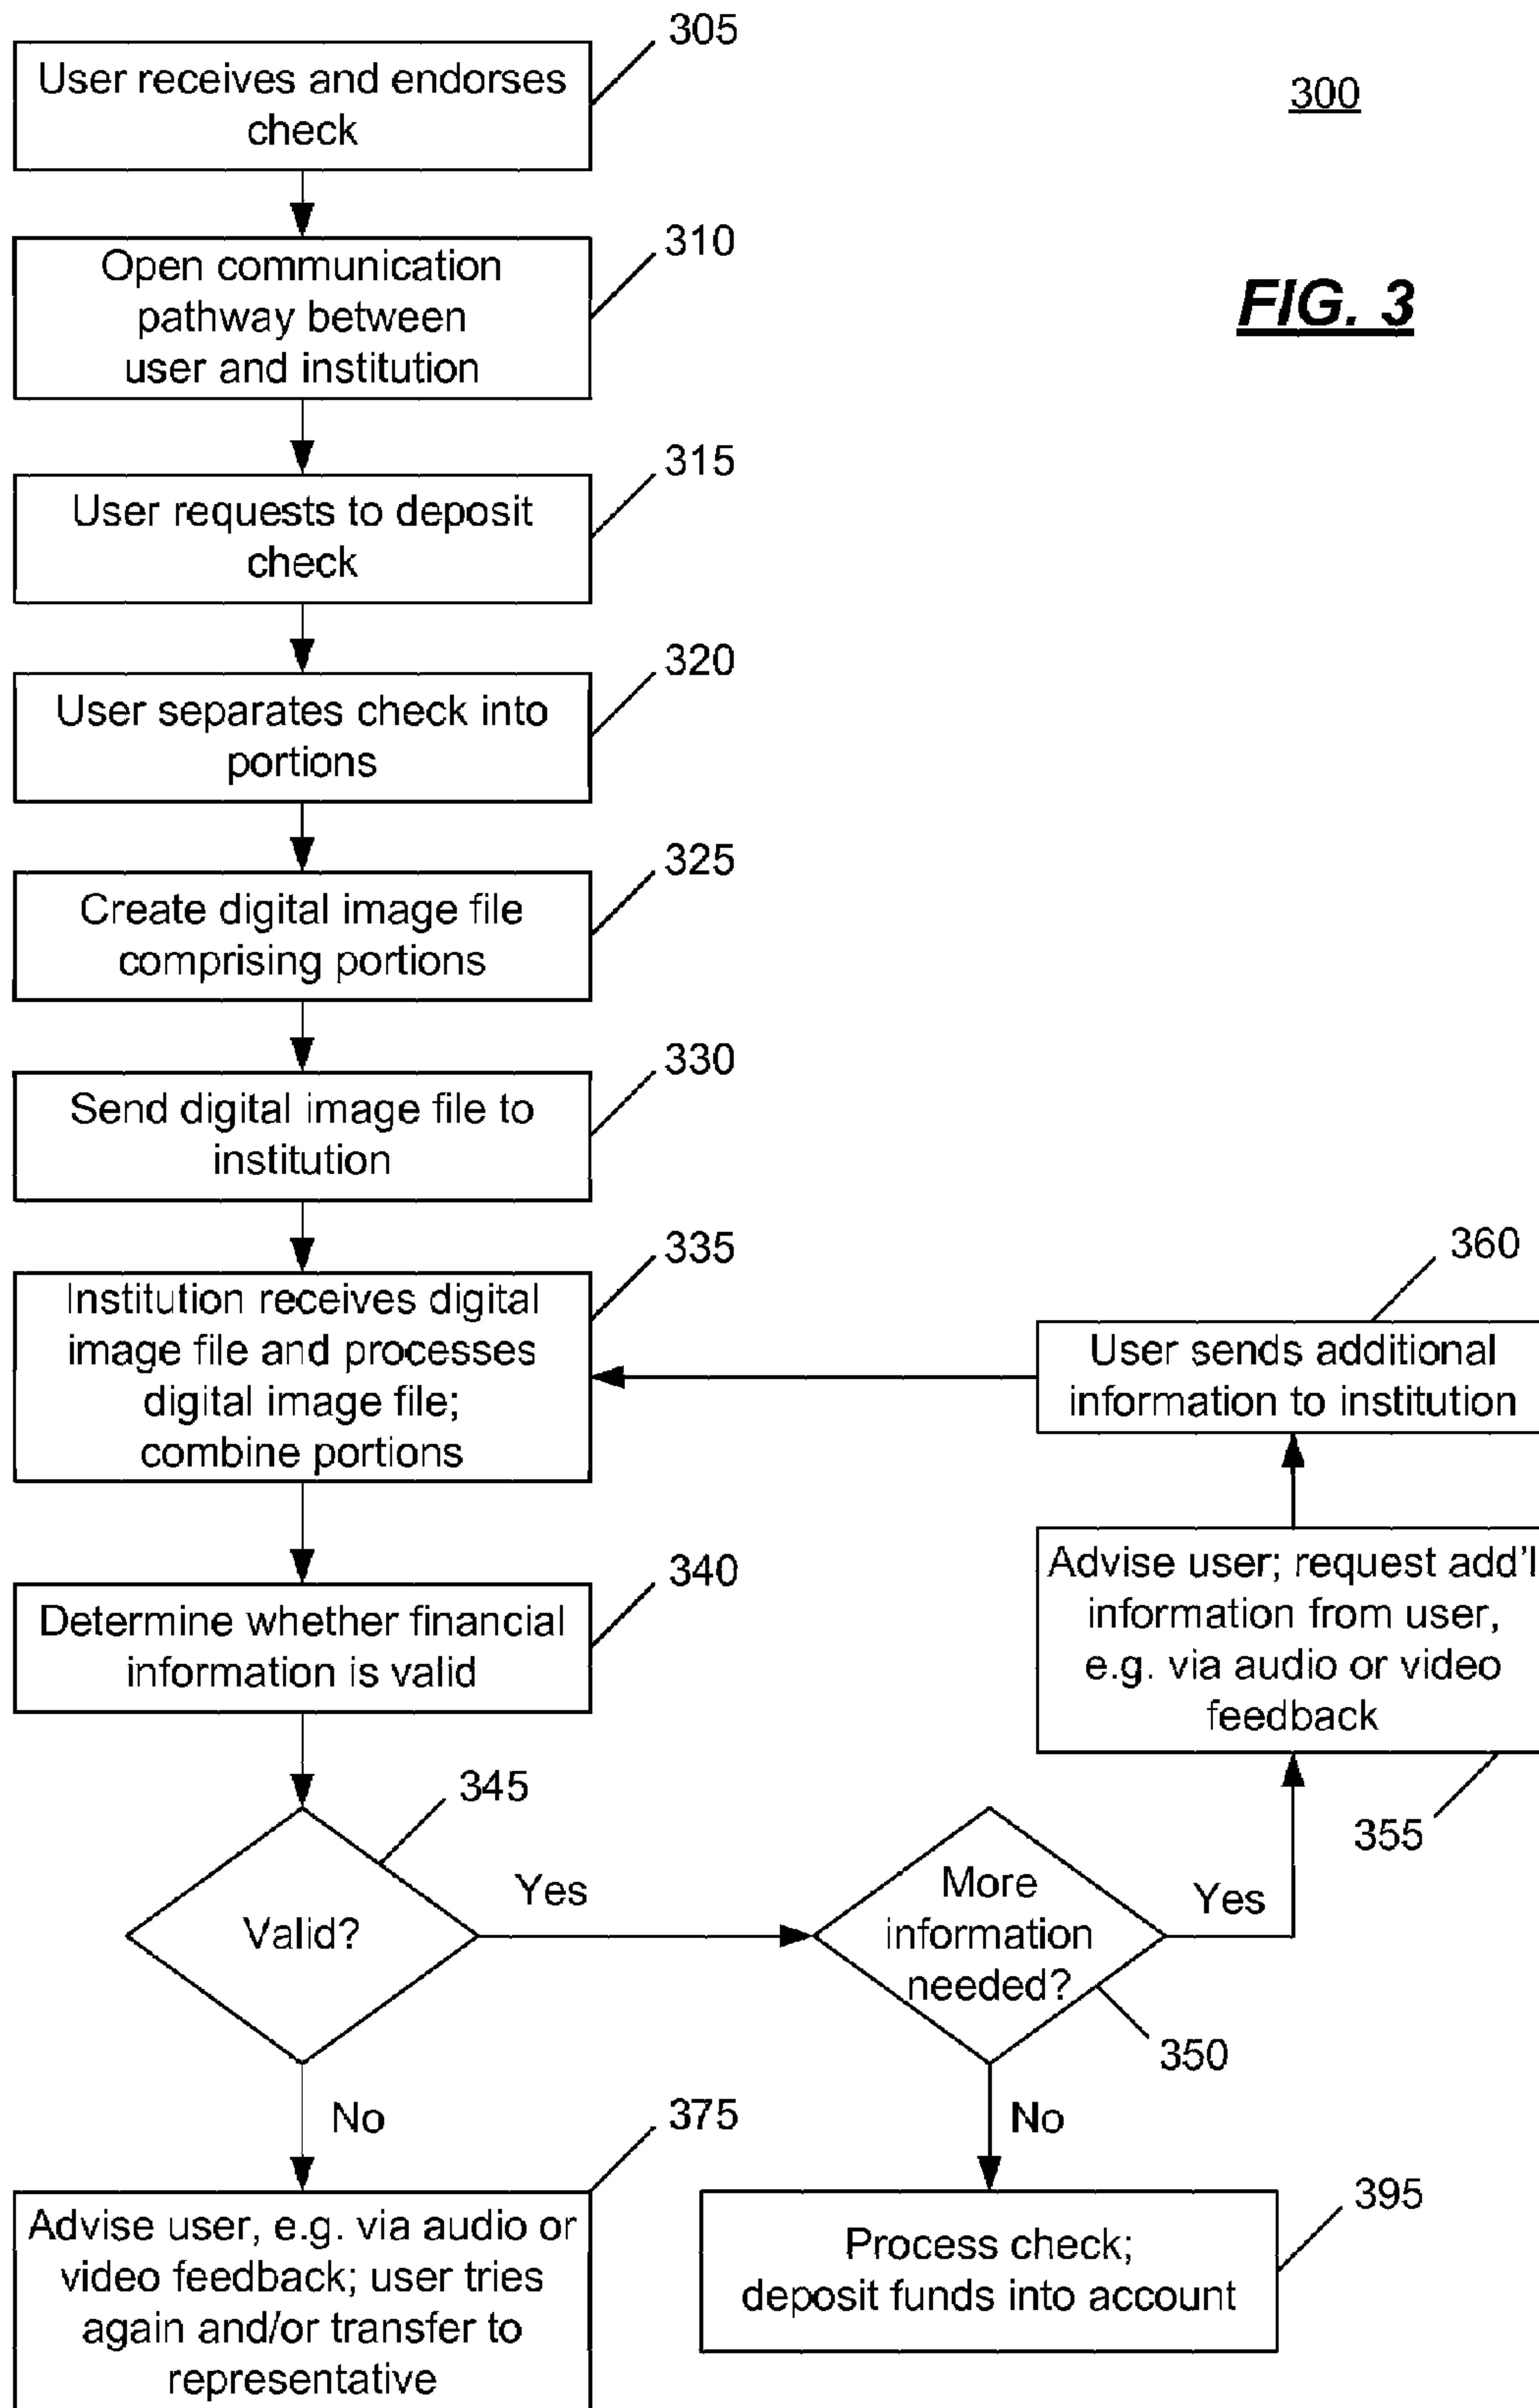 305
User receives and endorses
check
300
310
Open communication
pathway between
user and institution
FIG. 3
315
User requests to deposit
check
320
User separates check into
portions
325
Create digital image file
comprising portions
330
Send digital image file to
institution
335
Institution receives digital
image file and processes
digital image file;
combine portions
360
User sends additional
information to institution
340
Determine whether financial
information is valid
Advise user; request add'l
information from user,
e.g. via audio or video
feedback
355
345
Valid?
Yes
More
information
needed?
Yes
350
No
No
375
Advise user, e.g. via audio or
video feedback; user tries
again and/or transfer to
representative
395
Process check;
deposit funds into account